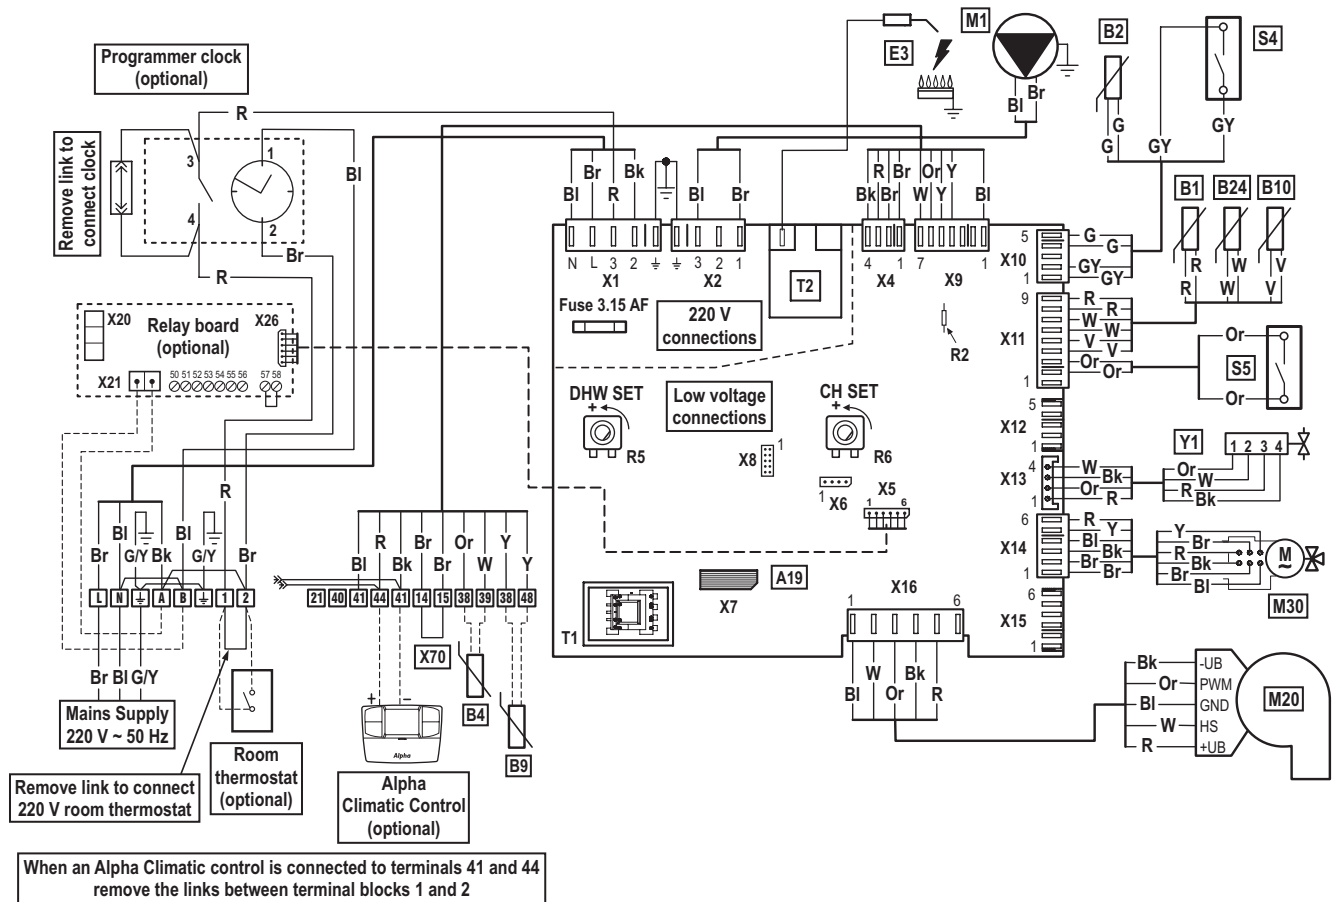 Programmer clock
(optional)
Remove link to
connect clock
3
4
1
2
R
Bl
Br
R
E3
M1
Bl
Br
B2
G
G
S4
GY
GY
B1
B24
B10
R
W
V
R
W
V
Bl
Br
R
Bk
Bl
Br
R
Br
Bk
Br
Or
Y
W
Y
Bl
N
L
3
2
3
2
1
4
1
7
1
X1
X2
T2
X4
X9
Fuse 3.15 AF
220 V
connections
R2
X20
Relay board
(optional)
X26
X21
50 51 52 53 54 55 56
57 58
DHW SET
+
R5
Low voltage
connections
CH SET
+
R6
X8
1
X6
1
X5
1
6
A19
X7
T1
X16
1
6
Bl
W
Or
Bk
R
5
X10
1
G
G
GY
GY
9
X11
1
R
R
W
W
V
V
Or
Or
Or
S5
Or
5
X12
1
4
X13
1
W
Bk
Or
R
Y1
1 2 3 4
Or
W
R
Bk
6
X14
1
R
Y
Bl
Bk
Br
Br
Y
Br
R
Bk
Br
Bl
M
~
M30
6
X15
1
Bk
Or
Bl
W
R
-UB
PWM
GND
HS
+UB
M20
R
Br
Bl
G/Y
Bk
Bl
G/Y
Br
L
N
A
B
1
2
Br
Bl
G/Y
Mains Supply
220 V ~ 50 Hz
Room
thermostat
(optional)
Remove link to connect
220 V room thermostat
Bl
R
Bk
Br
Br
Or
W
Y
Y
21
40
41
44
41
14
15
38
39
38
48
X70
B4
B9
+
−
Alpha
Alpha
Climatic Control
(optional)
When an Alpha Climatic control is connected to terminals 41 and 44
remove the links between terminal blocks 1 and 2